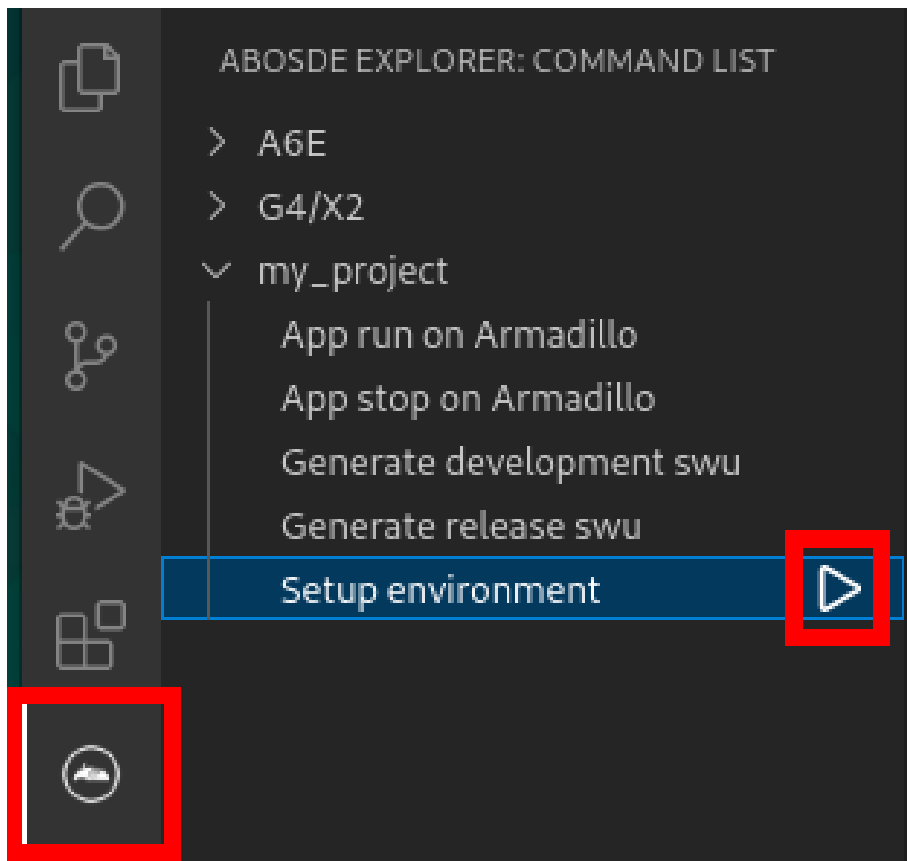 ABOSDE EXPLORER: COMMAND LIST
A6E
G4/X2
my_project
App run on Armadillo
App stop on Armadillo
Generate development swu
Generate release swu
Setup environment